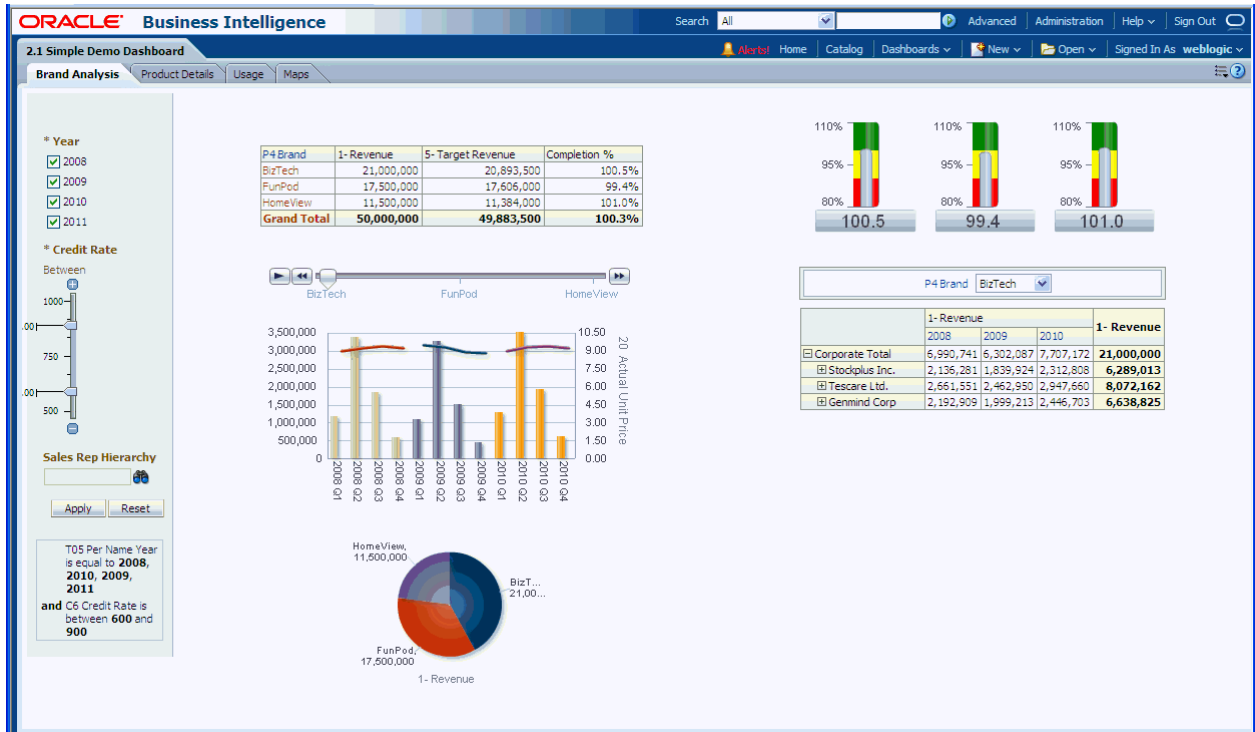 ORACLE Business Intelligence
Search All Advanced Administration Help Sign Out
2.1 Simple Demo Dashboard
Alerts! Home Catalog Dashboards New Open Signed In As weblogic
Brand Analysis Product Details Usage Maps
* Year
2008
2009
2010
2011
* Credit Rate
Between
1000
.00
750
.00
500
Sales Rep Hierarchy
Apply Reset
T05 Per Name Year
is equal to 2008,
2010, 2009,
2011
and C6 Credit Rate is
between 600 and
900
P4 Brand 1- Revenue 5- Target Revenue Completion %
BizTech 21,000,000 20,893,500 100.5%
FunPod 17,500,000 17,606,000 99.4%
HomeView 11,500,000 11,384,000 101.0%
Grand Total 50,000,000 49,883,500 100.3%
BizTech FunPod HomeView
3,500,000 10.50
3,000,000 9.00
2,500,000 7.50
2,000,000 6.00
1,500,000 4.50
1,000,000 3.00
500,000 1.50
0 0.00
20 Actual Unit Price
2008 Q1 2008 Q2 2008 Q3 2008 Q4 2009 Q1 2009 Q2 2009 Q3 2009 Q4 2010 Q1 2010 Q2 2010 Q3 2010 Q4
HomeView,
11,500,000
BizT...
21,00...
FunPod,
17,500,000
1- Revenue
110% 110% 110%
95% 95% 95%
80% 80% 80%
100.5 99.4 101.0
P4 Brand BizTech
1- Revenue 1- Revenue
2008 2009 2010
Corporate Total 6,990,741 6,302,087 7,707,172 21,000,000
Stockplus Inc. 2,136,281 1,839,924 2,312,808 6,289,013
Tescare Ltd. 2,661,551 2,462,950 2,947,660 8,072,162
Genmind Corp 2,192,909 1,999,213 2,446,703 6,638,825